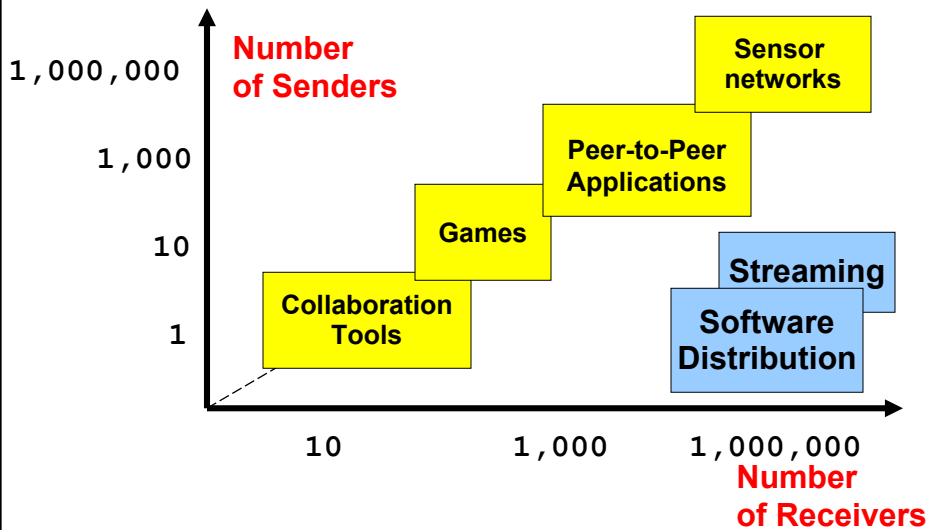 Number
of Senders
1,000,000
1,000
10
1
Sensor
networks
Peer-to-Peer
Applications
Games
Collaboration
Tools
Streaming
Software
Distribution
10
1,000
1,000,000
Number
of Receivers